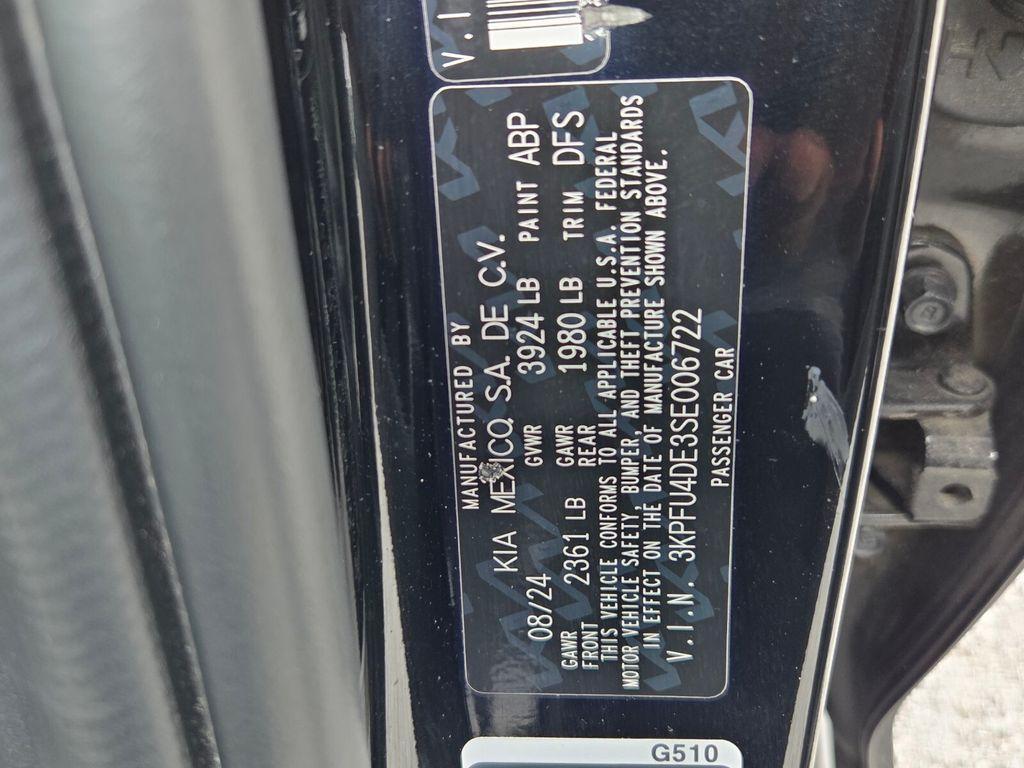 V.I
MANUFACTURED BY
KIA MEXICO, S.A. DE C.V.
08/24 GVWR 3924 LB PAINT ABP
GAWR FRONT 2361 LB GAWR REAR 1980 LB TRIM DFS
THIS VEHICLE CONFORMS TO ALL APPLICABLE U.S.A. FEDERAL
MOTOR VEHICLE SAFETY, BUMPER, AND THEFT PREVENTION STANDARDS
IN EFFECT ON THE DATE OF MANUFACTURE SHOWN ABOVE.
V.I.N. 3KPFU4DE3SE006722
PASSENGER CAR
G510